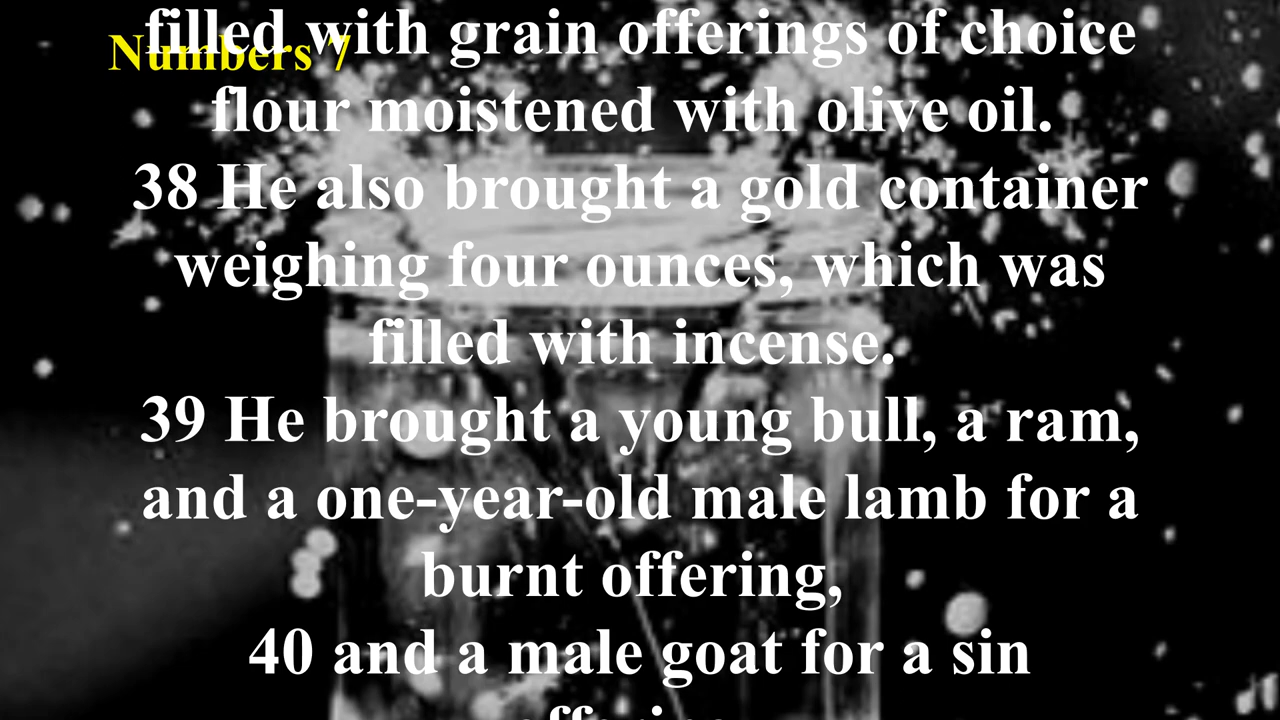 Numbers 7
filled with grain offerings of choice
flour moistened with olive oil.
38 He also brought a gold container
weighing four ounces, which was
filled with incense.
39 He brought a young bull, a ram,
and a one-year-old male lamb for a
burnt offering,
40 and a male goat for a sin